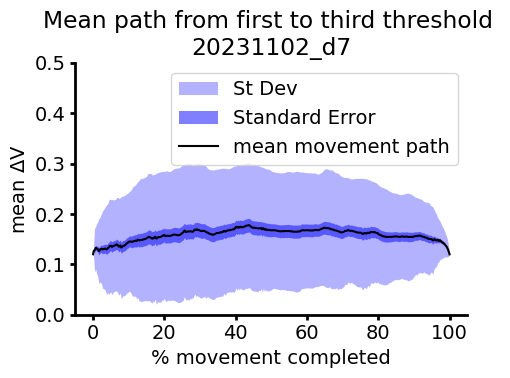 Mean path from first to third threshold
20231102_d7
0.5
0.4
0.3
0.2
0.1
0.0
mean ΔV
St Dev
Standard Error
mean movement path
0 20 40 60 80 100
% movement completed